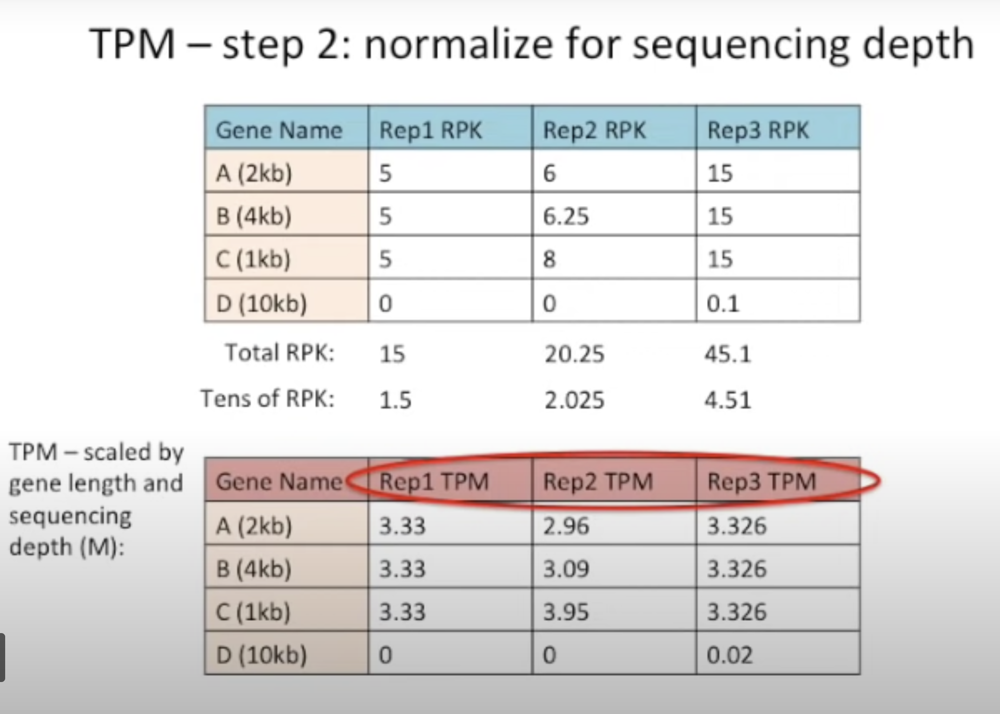 TPM – step 2: normalize for sequencing depth
Gene Name Rep1 RPK Rep2 RPK Rep3 RPK
A (2kb) 5 6 15
B (4kb) 5 6.25 15
C (1kb) 5 8 15
D (10kb) 0 0 0.1
Total RPK: 15 20.25 45.1
Tens of RPK: 1.5 2.025 4.51
TPM – scaled by
gene length and
sequencing
depth (M):
Gene Name Rep1 TPM Rep2 TPM Rep3 TPM
A (2kb) 3.33 2.96 3.326
B (4kb) 3.33 3.09 3.326
C (1kb) 3.33 3.95 3.326
D (10kb) 0 0 0.02